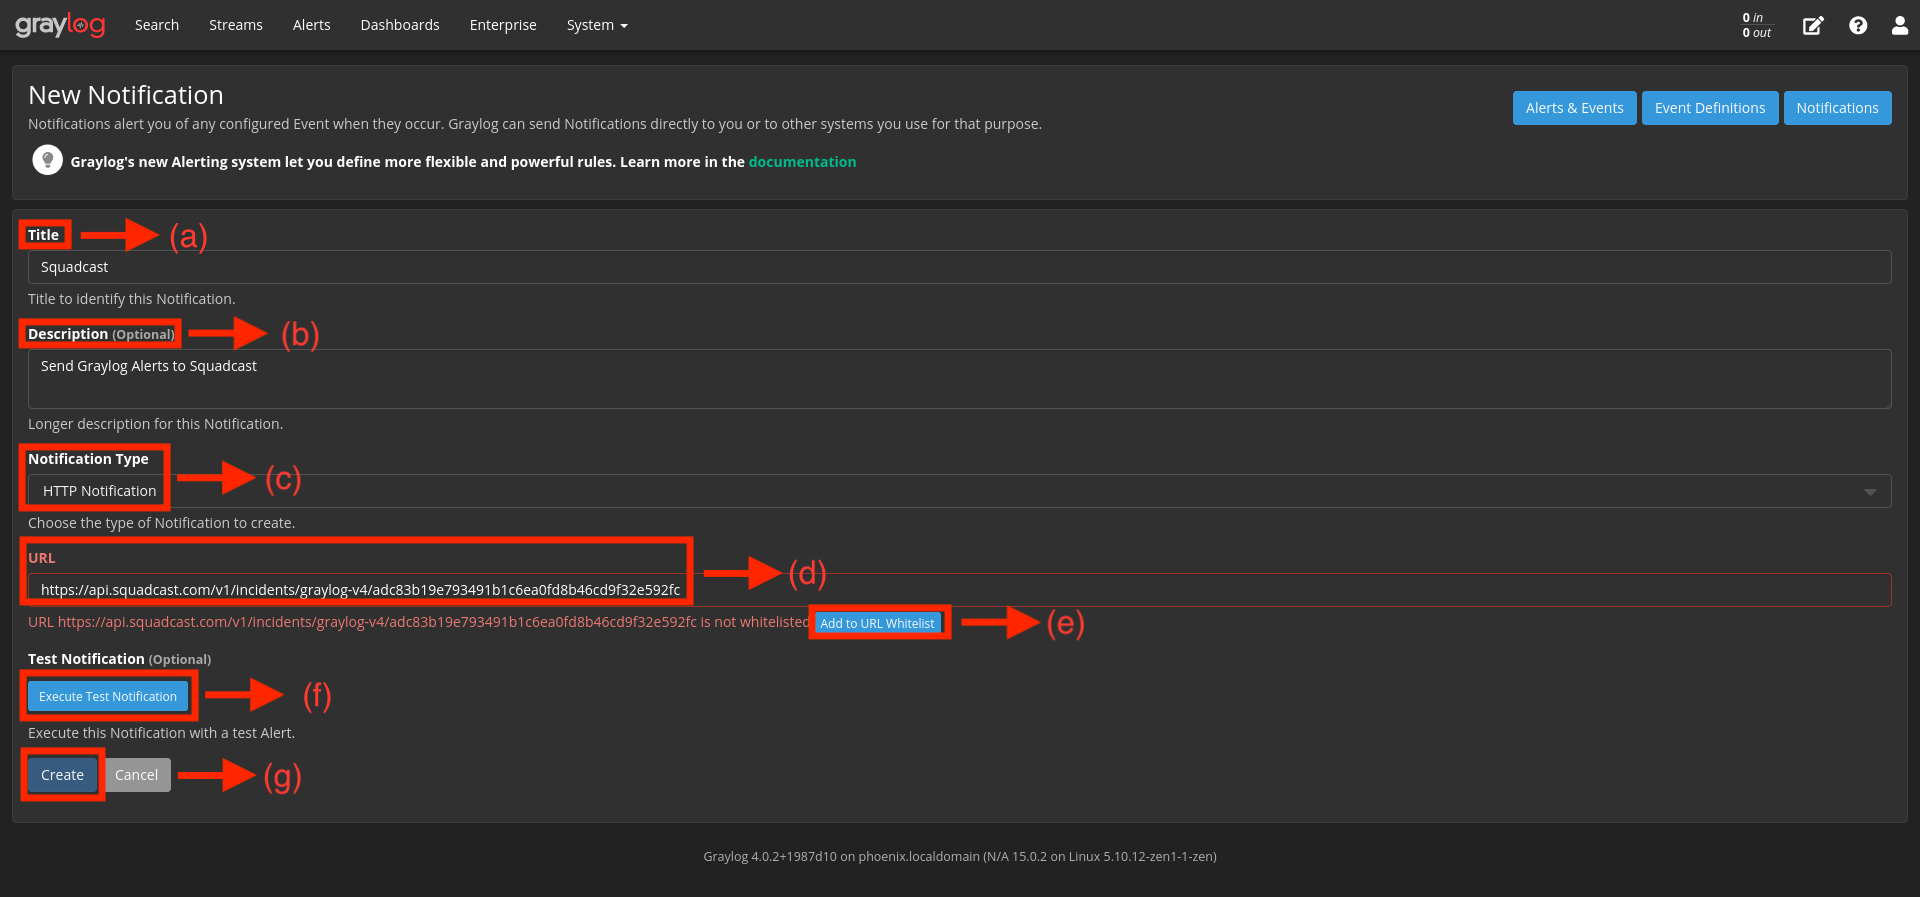 graylog Search Streams Alerts Dashboards Enterprise System 0 in
0 out
New Notification
Alerts & Events Event Definitions Notifications
Notifications alert you of any configured Event when they occur. Graylog can send Notifications directly to you or to other systems you use for that purpose.
Graylog's new Alerting system let you define more flexible and powerful rules. Learn more in the documentation
Title (a)
Squadcast
Title to identify this Notification.
Description (Optional) (b)
Send Graylog Alerts to Squadcast
Longer description for this Notification.
Notification Type
(c)
HTTP Notification
Choose the type of Notification to create.
URL
(d)
https://api.squadcast.com/v1/incidents/graylog-v4/adc83b19e793491b1c6ea0fd8b46cd9f32e592fc
URL https://api.squadcast.com/v1/incidents/graylog-v4/adc83b19e793491b1c6ea0fd8b46cd9f32e592fc is not whitelisted Add to URL Whitelist (e)
Test Notification (Optional)
Execute Test Notification (f)
Execute this Notification with a test Alert.
Create Cancel (g)
Graylog 4.0.2+1987d10 on phoenix.localdomain (N/A 15.0.2 on Linux 5.10.12-zen1-1-zen)